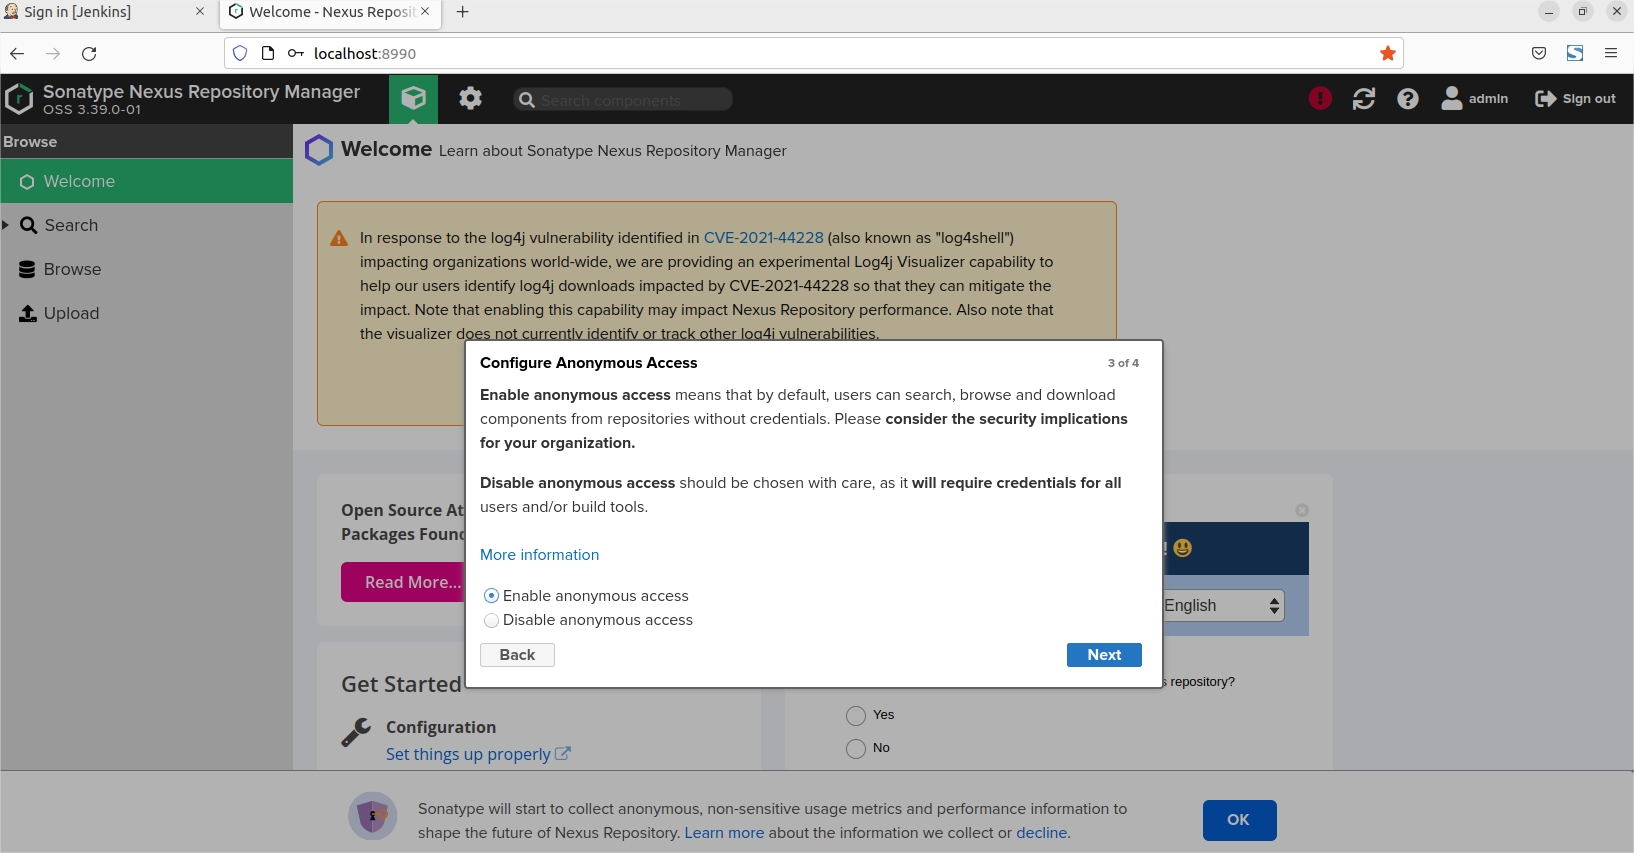 Sign in [Jenkins]
Welcome - Nexus Reposit
localhost:8990
Sonatype Nexus Repository Manager
OSS 3.39.0-01
Search components
admin
Sign out
Browse
Welcome
Search
Browse
Upload
Welcome Learn about Sonatype Nexus Repository Manager
In response to the log4j vulnerability identified in CVE-2021-44228 (also known as "log4shell")
impacting organizations world-wide, we are providing an experimental Log4j Visualizer capability to
help our users identify log4j downloads impacted by CVE-2021-44228 so that they can mitigate the
impact. Note that enabling this capability may impact Nexus Repository performance. Also note that
the visualizer does not currently identify or track other log4j vulnerabilities.
Configure Anonymous Access
3 of 4
Enable anonymous access means that by default, users can search, browse and download
components from repositories without credentials. Please consider the security implications
for your organization.
Disable anonymous access should be chosen with care, as it will require credentials for all
users and/or build tools.
More information
Enable anonymous access
Disable anonymous access
Back
Next
Open Source At
Packages Foun
Read More...
!
English
Get Started
Configuration
Set things up properly
s repository?
Yes
No
Sonatype will start to collect anonymous, non-sensitive usage metrics and performance information to
shape the future of Nexus Repository. Learn more about the information we collect or decline.
OK